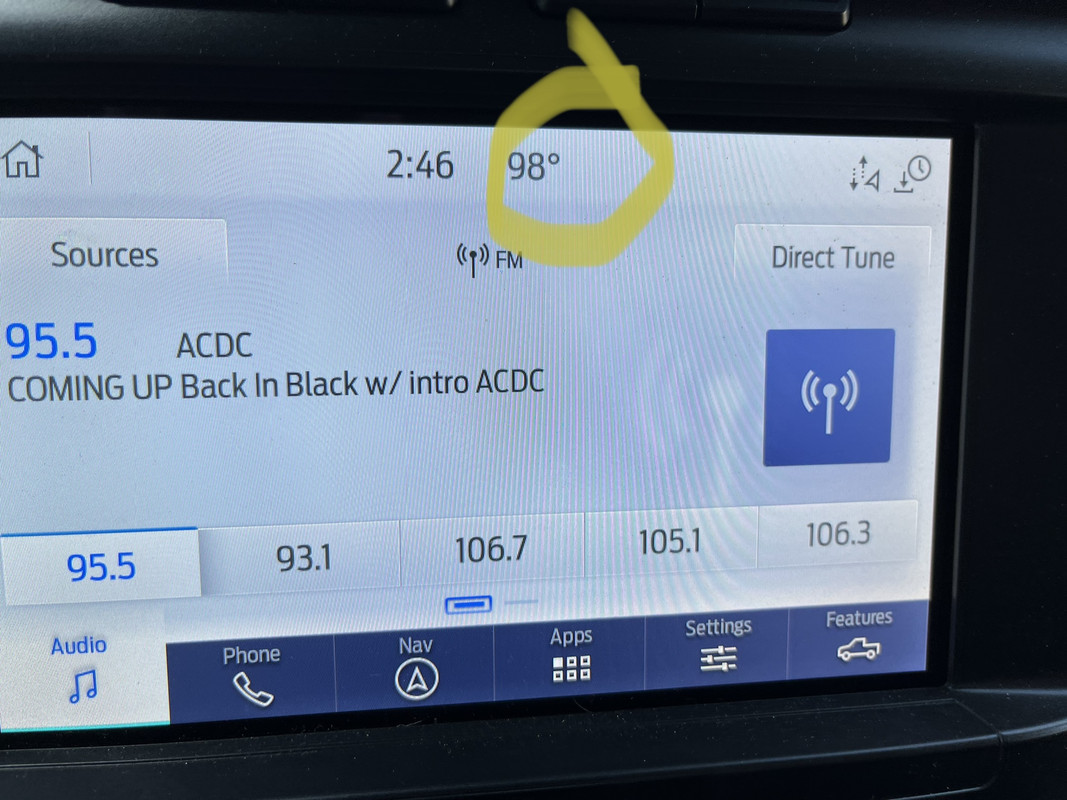 2:46 98°
Sources
FM
Direct Tune
95.5 ACDC
COMING UP Back In Black w/ intro ACDC
95.5 93.1 106.7 105.1 106.3
Audio Phone Nav Apps Settings Features